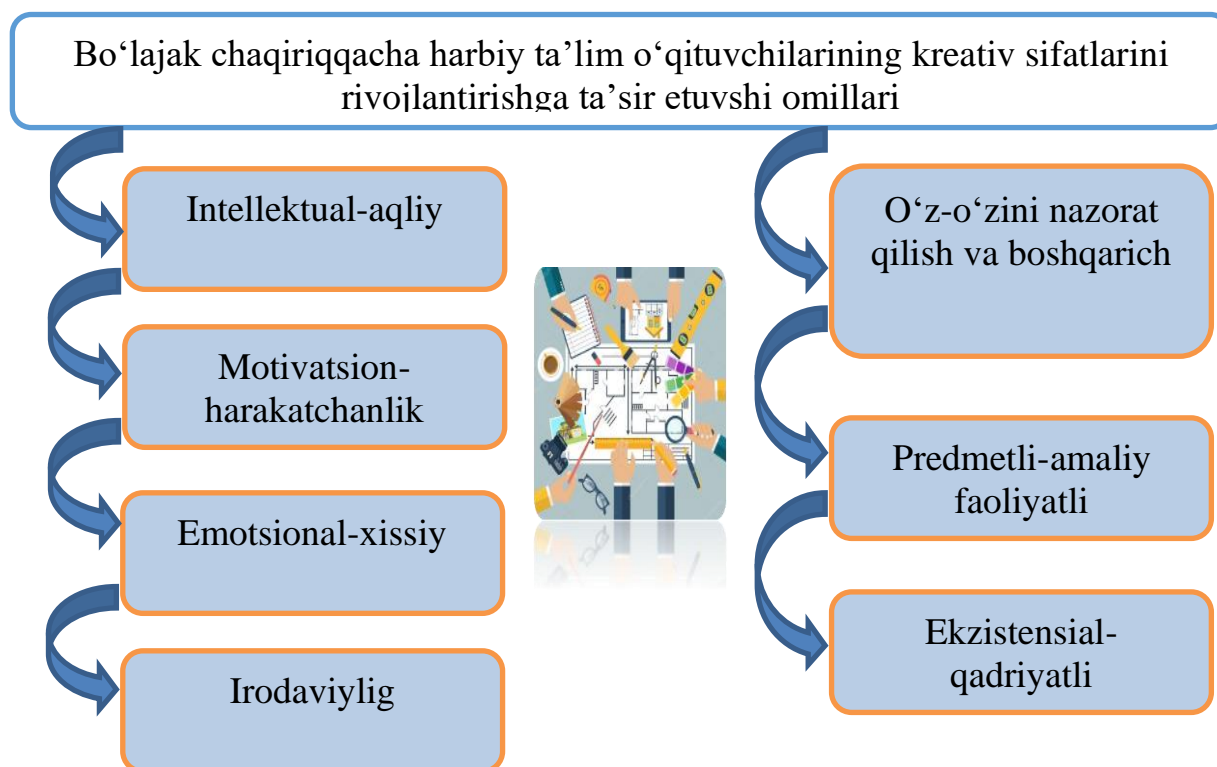 Bo‘lajak chaqiriqqacha harbiy ta’lim o‘qituvchilarining kreativ sifatlarini
rivojlantirishga ta’sir etuvshi omillari
Intellektual-aqliy
Motivatsion-
harakatchanlik
Emotsional-xissiy
Irodaviylig
O‘z-o‘zini nazorat
qilish va boshqarich
Predmetli-amaliy
faoliyatli
Ekzistensial-
qadriyatli